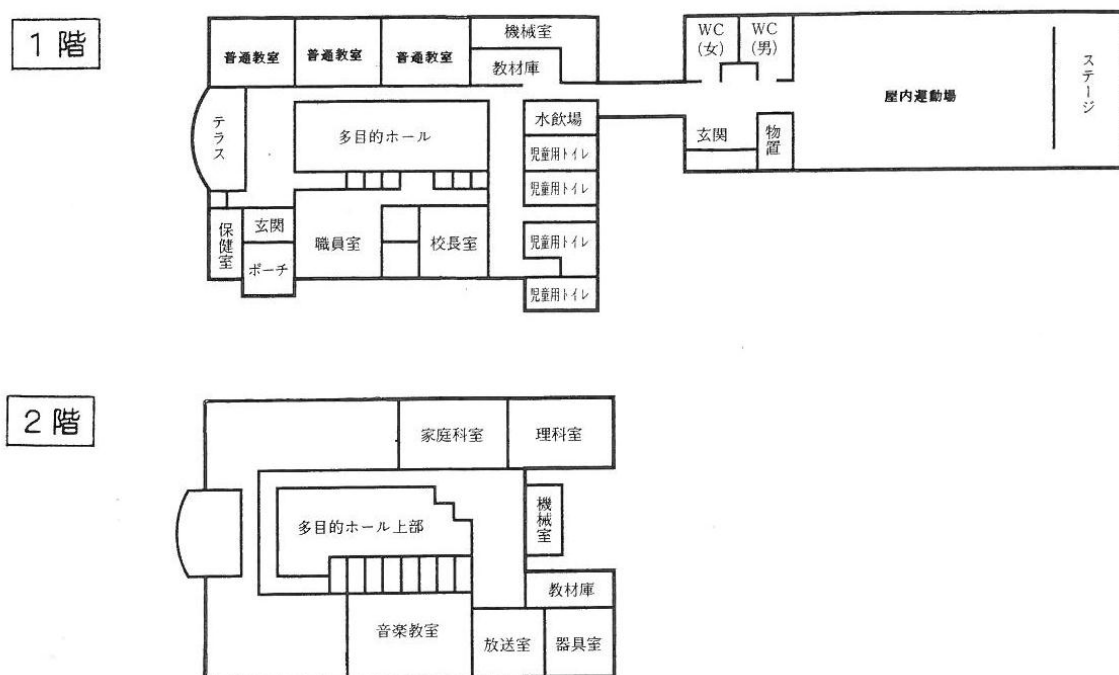 1階
普通教室
普通教室
普通教室
機械室
教材庫
WC
(女)
WC
(男)
屋内運動場
ステージ
テラス
多目的ホール
水飲場
児童用トイレ
児童用トイレ
児童用トイレ
児童用トイレ
玄関
物置
保健室
玄関
ポーチ
職員室
校長室
2階
家庭科室
理科室
多目的ホール上部
機械室
教材庫
音楽教室
放送室
器具室